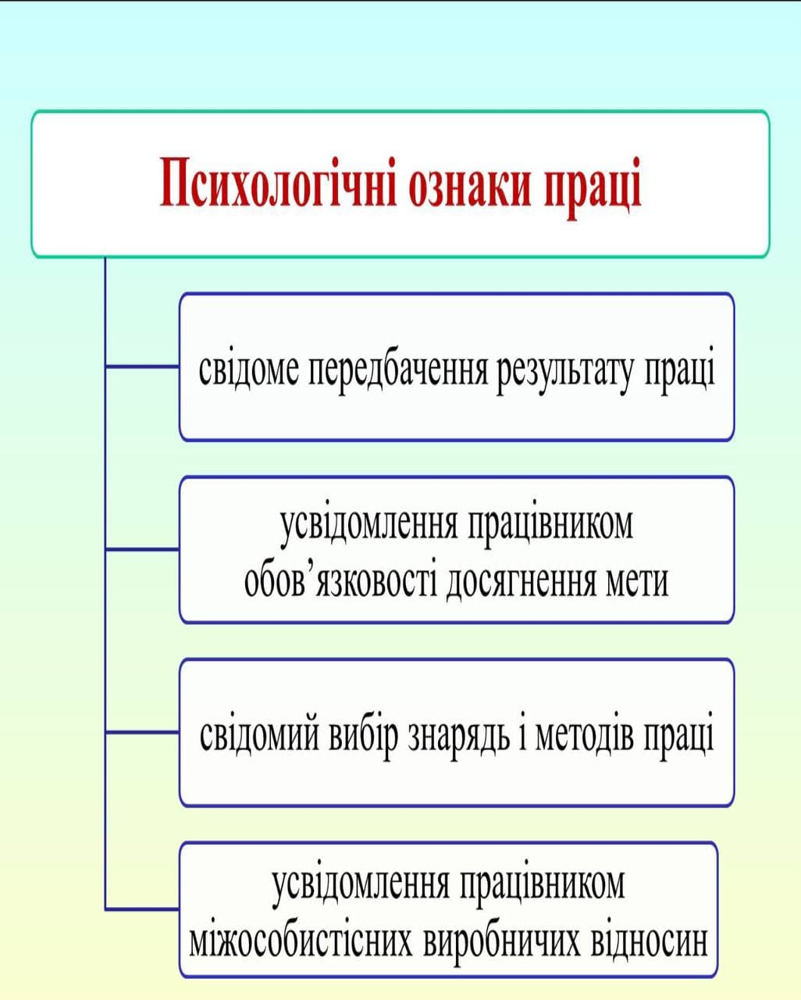 Психологічні ознаки праці
свідоме передбачення результату праці
усвідомлення працівником
обов’язковості досягнення мети
свідомий вибір знарядь і методів праці
усвідомлення працівником
міжособистісних виробничих відносин